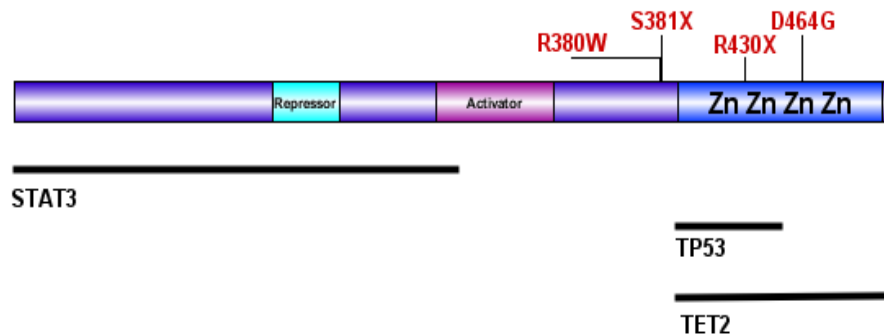 S381X D464G
R380W R430X
Repressor Activator Zn Zn Zn Zn
STAT3
TP53
TET2